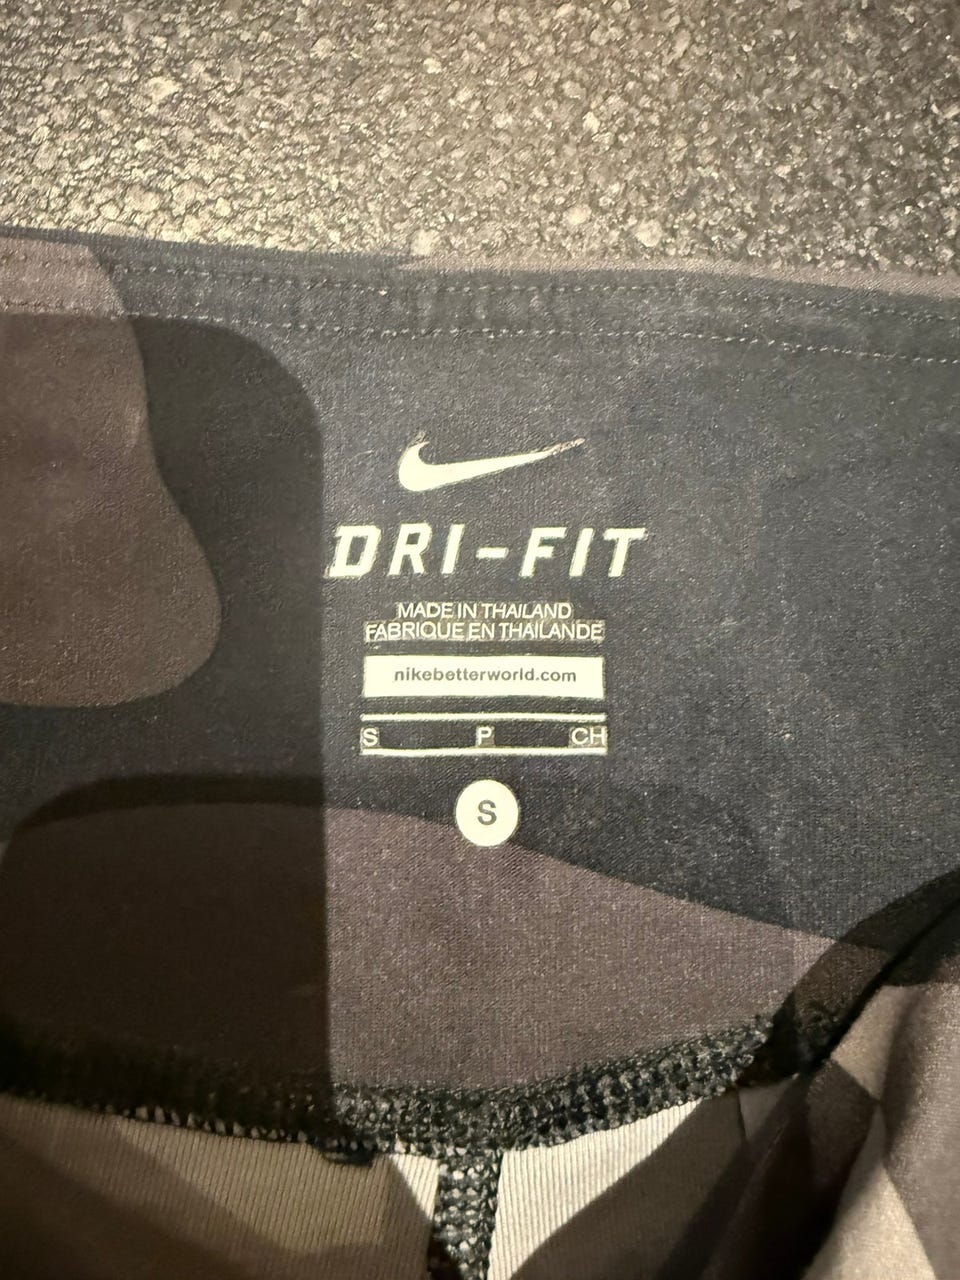 DRI-FIT
MADE IN THAILAND
FABRIQUE EN THAILANDE
nikebetterworld.com
S P CH
S